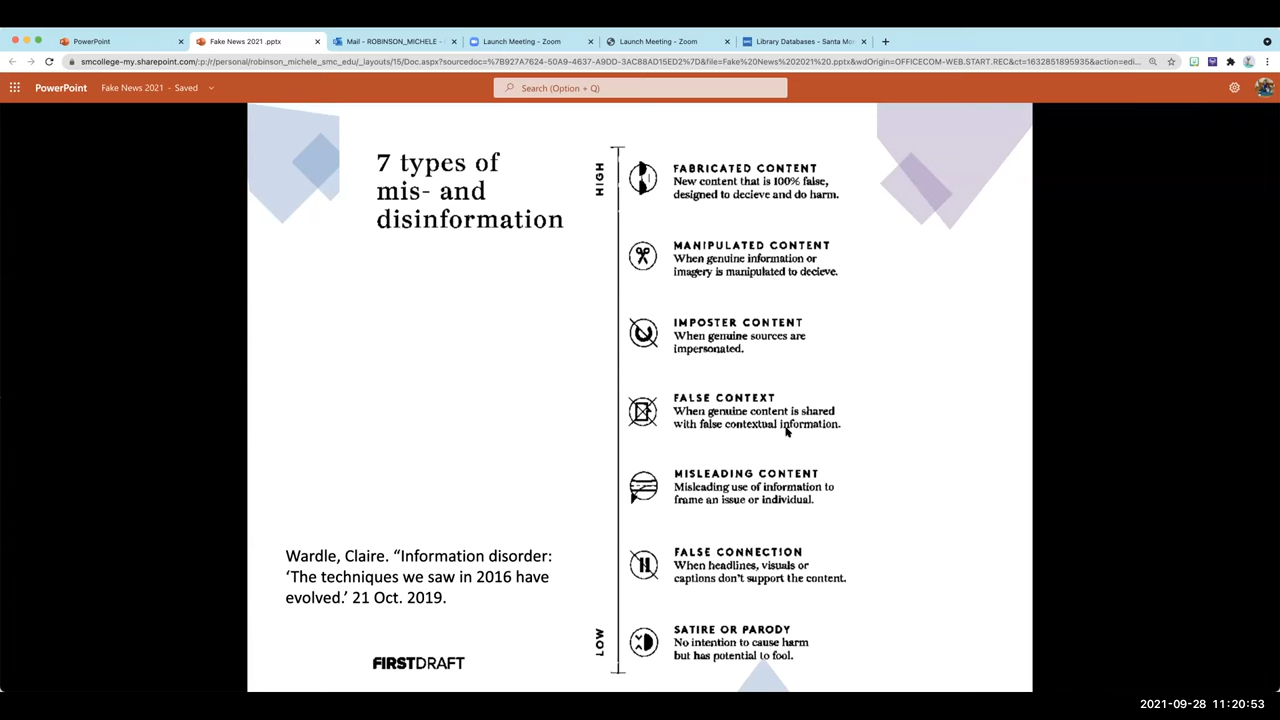 PowerPoint
Fake News 2021 .pptx
Mail - ROBINSON_MICHELE -
Launch Meeting - Zoom
Launch Meeting - Zoom
Library Databases - Santa Mo
smcollege-my.sharepoint.com/:p:/r/personal/robinson_michele_smc_edu/_layouts/15/Doc.aspx?sourcedoc=%7B927A7624-50A9-4637-A9DD-3AC88AD15ED2%7D&file=Fake%20News%202021%20.pptx&wdOrigin=OFFICECOM-WEB.START.REC&ct=1632851895935&action=edi...
PowerPoint
Fake News 2021 - Saved
Search (Option + Q)
7 types of
mis- and
disinformation
HIGH
FABRICATED CONTENT
New content that is 100% false,
designed to decieve and do harm.
MANIPULATED CONTENT
When genuine information or
imagery is manipulated to decieve.
IMPOSTER CONTENT
When genuine sources are
impersonated.
FALSE CONTEXT
When genuine content is shared
with false contextual information.
MISLEADING CONTENT
Misleading use of information to
frame an issue or individual.
FALSE CONNECTION
When headlines, visuals or
captions don't support the content.
LOW
SATIRE OR PARODY
No intention to cause harm
but has potential to fool.
Wardle, Claire. “Information disorder:
‘The techniques we saw in 2016 have
evolved.’ 21 Oct. 2019.
FIRSTDRAFT
2021-09-28 11:20:53